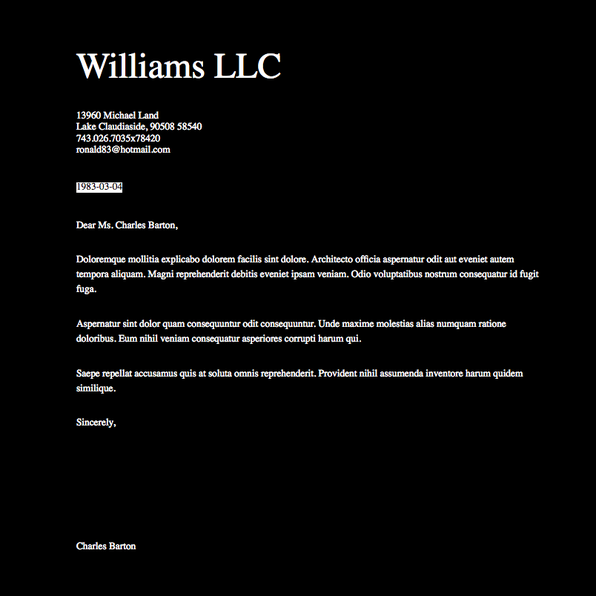 Williams LLC
13960 Michael Land
Lake Claudiaside, 90508 58540
743.026.7035x78420
ronald83@hotmail.com
1983-03-04
Dear Ms. Charles Barton,
Doloremque mollitia explicabo dolorem facilis sint dolore. Architecto officia aspernatur odit aut eveniet autem
tempora aliquam. Magni reprehenderit debitis eveniet ipsam veniam. Odio voluptatibus nostrum consequatur id fugit
fuga.
Aspernatur sint dolor quam consequuntur odit consequuntur. Unde maxime molestias alias numquam ratione
doloribus. Eum nihil veniam consequatur asperiores corrupti harum qui.
Saepe repellat accusamus quis at soluta omnis reprehenderit. Provident nihil assumenda inventore harum quidem
similique.
Sincerely,
Charles Barton